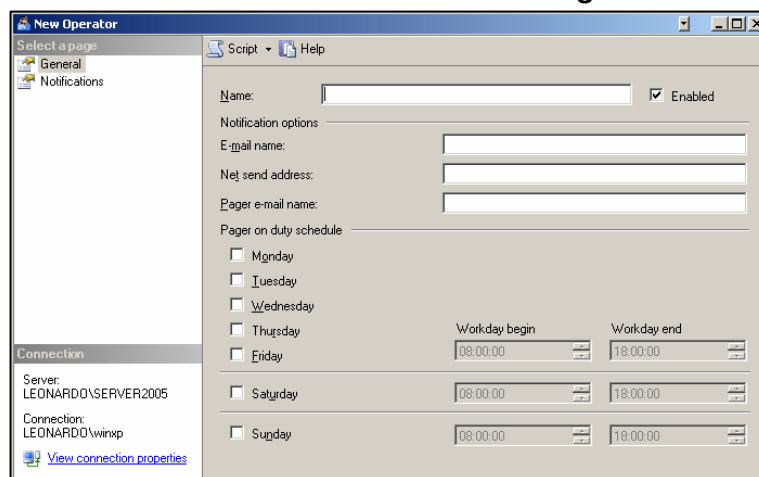 New Operator
Select a page
General
Notifications
Script Help
Name: Enabled
Notification options
E-mail name:
Net send address:
Pager e-mail name:
Pager on duty schedule
Monday
Tuesday
Wednesday
Thursday Workday begin Workday end
Friday 08:00:00 18:00:00
Saturday 08:00:00 18:00:00
Sunday 08:00:00 18:00:00
Connection
Server:
LEONARDO\SERVER2005
Connection:
LEONARDO\winxp
View connection properties